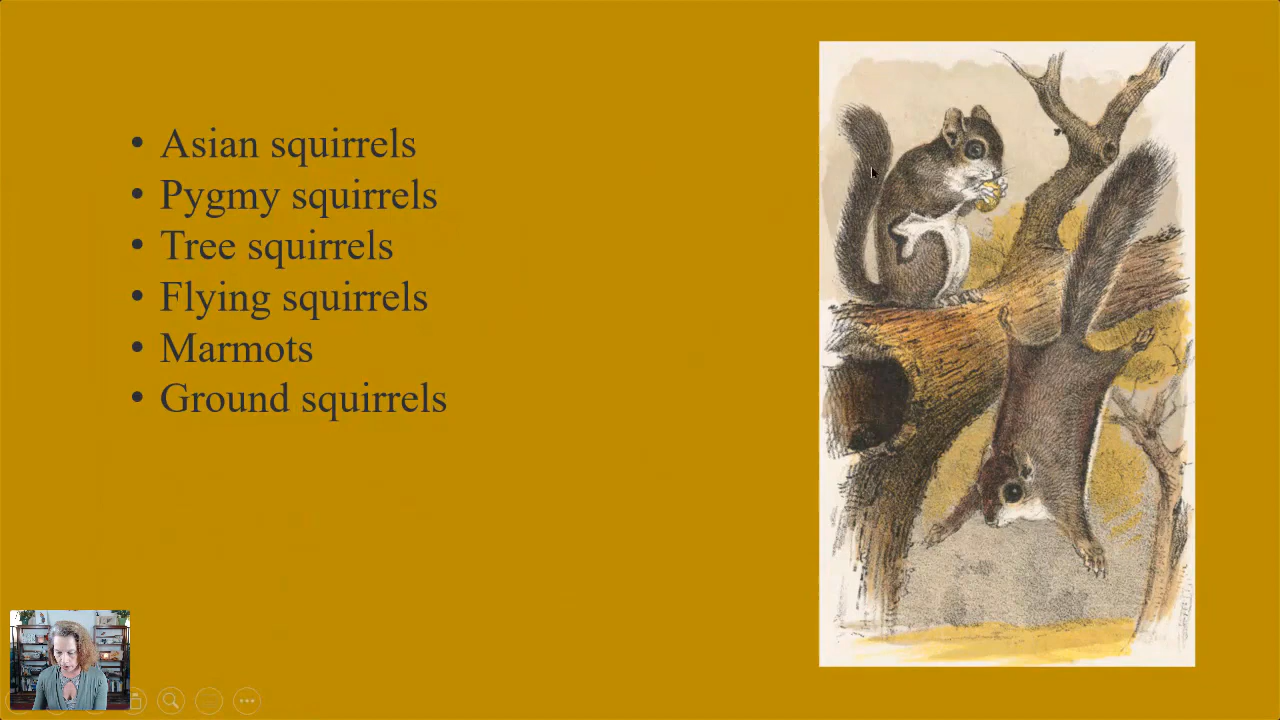 • Asian squirrels
• Pygmy squirrels
• Tree squirrels
• Flying squirrels
• Marmots
• Ground squirrels